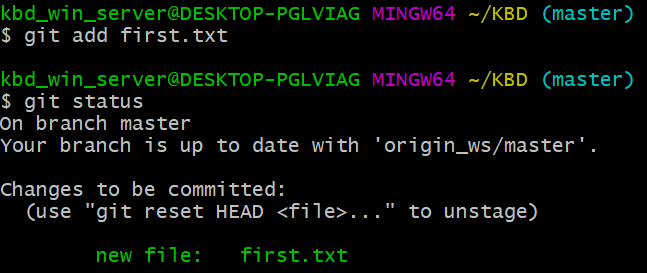 kbd_win_server@DESKTOP-PGLVIAG MINGW64 ~/KBD (master)
$ git add first.txt
kbd_win_server@DESKTOP-PGLVIAG MINGW64 ~/KBD (master)
$ git status
On branch master
Your branch is up to date with 'origin_ws/master'.
Changes to be committed:
(use "git reset HEAD <file>..." to unstage)
new file: first.txt